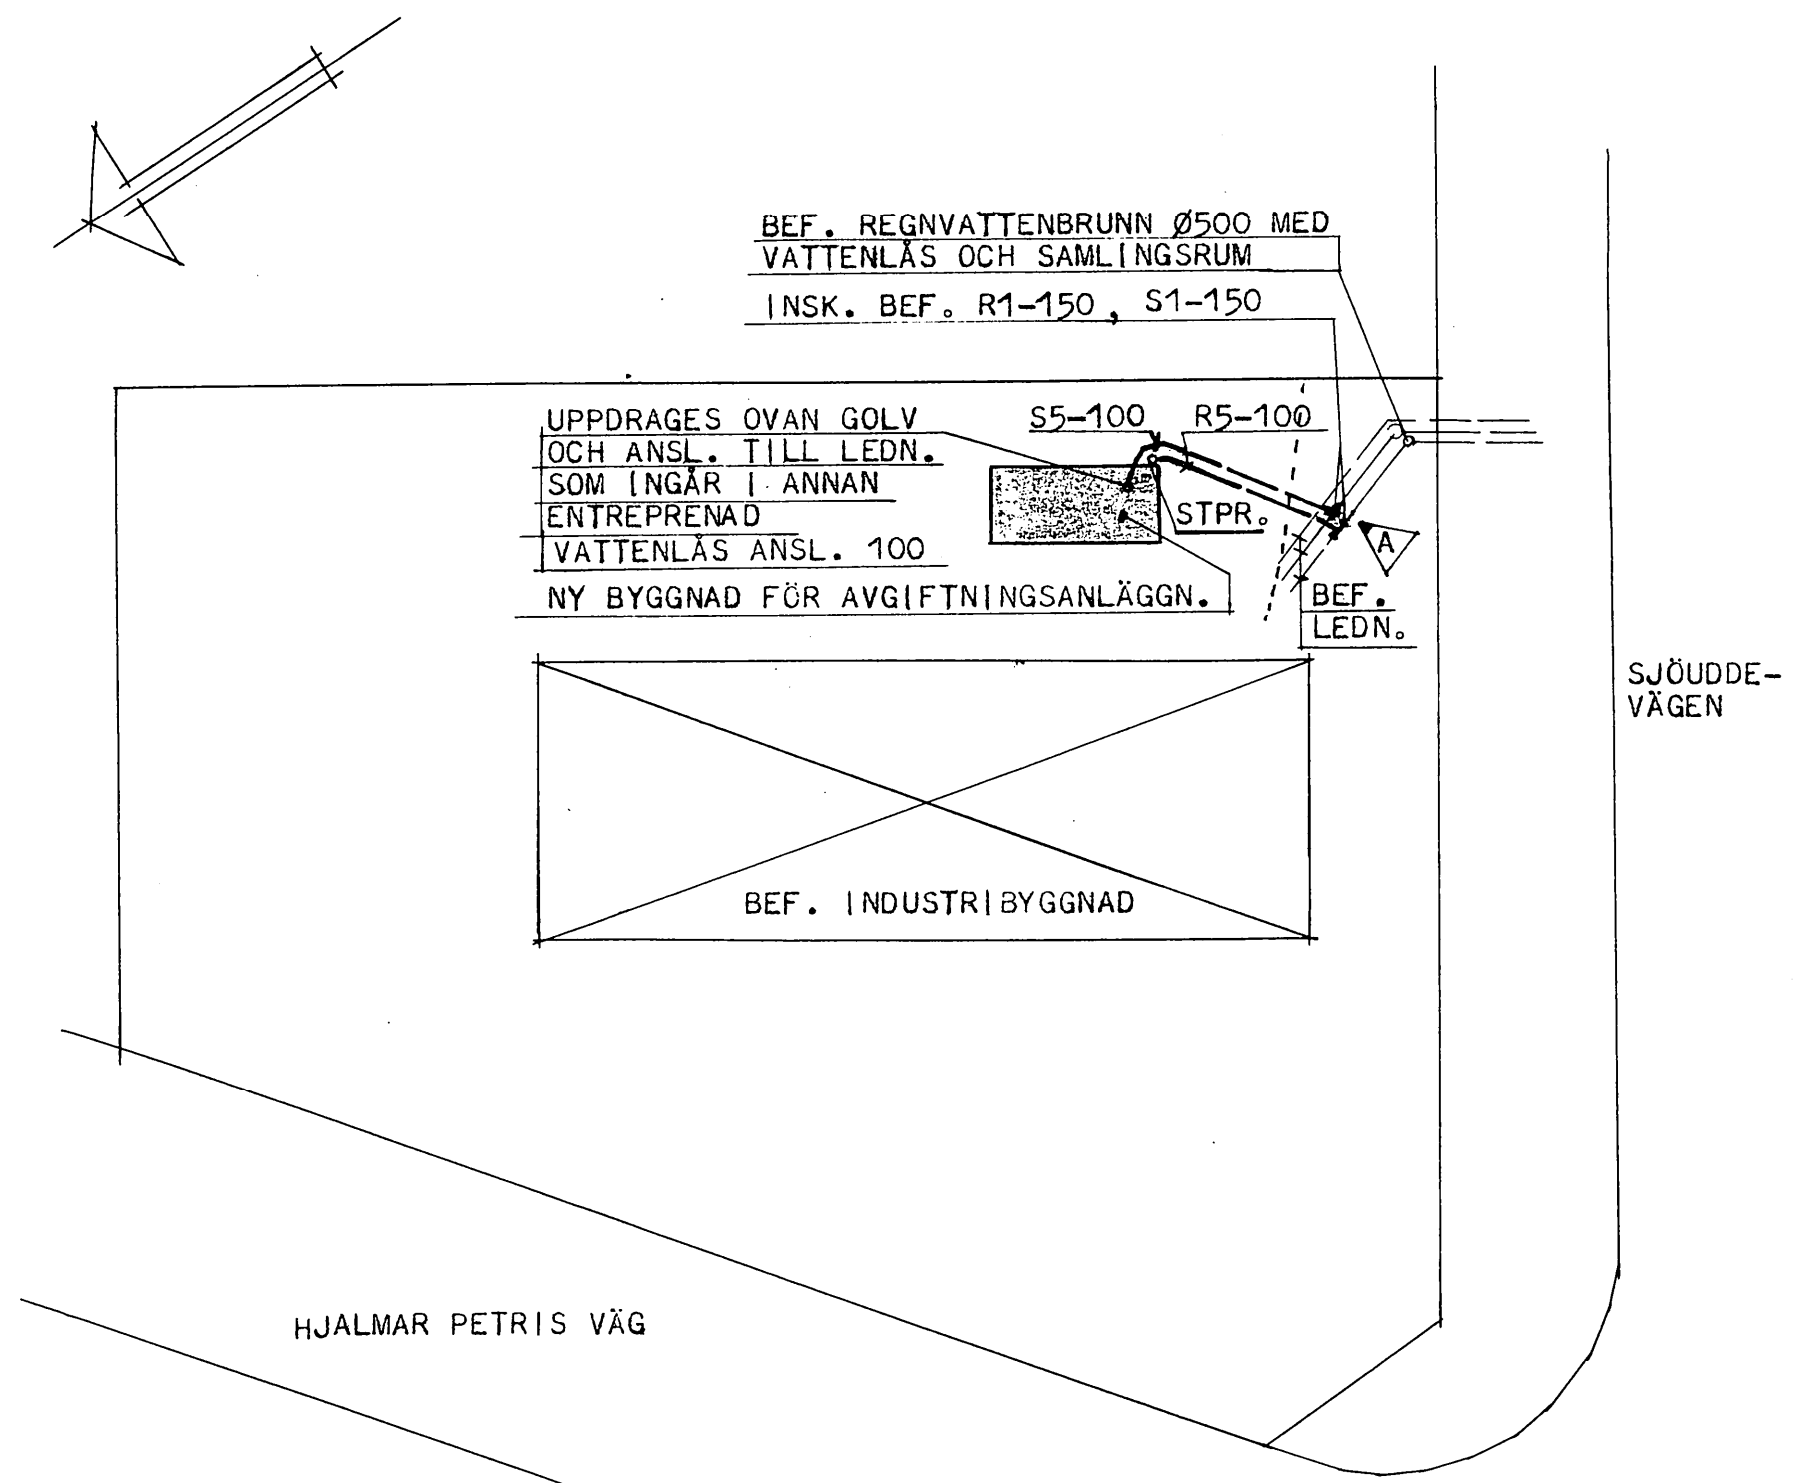 BEF. REGNVATTENBRUNN Ø500 MED
VATTENLÅS OCH SAMLINGSRUM
INSK. BEF. R1-150, S1-150
UPPDRAGES OVAN GOLV
OCH ANSL. TILL LEDN.
SOM INGÅR I ANNAN
ENTREPRENAD
VATTENLÅS ANSL. 100
NY BYGGNAD FÖR AVGIFTNINGSANLÄGGN.
S5-100
R5-100
STPR.
A
BEF.
LEDN.
SJÖUDDE-
VÄGEN
BEF. INDUSTRIBYGGNAD
HJALMAR PETRIS VÄG